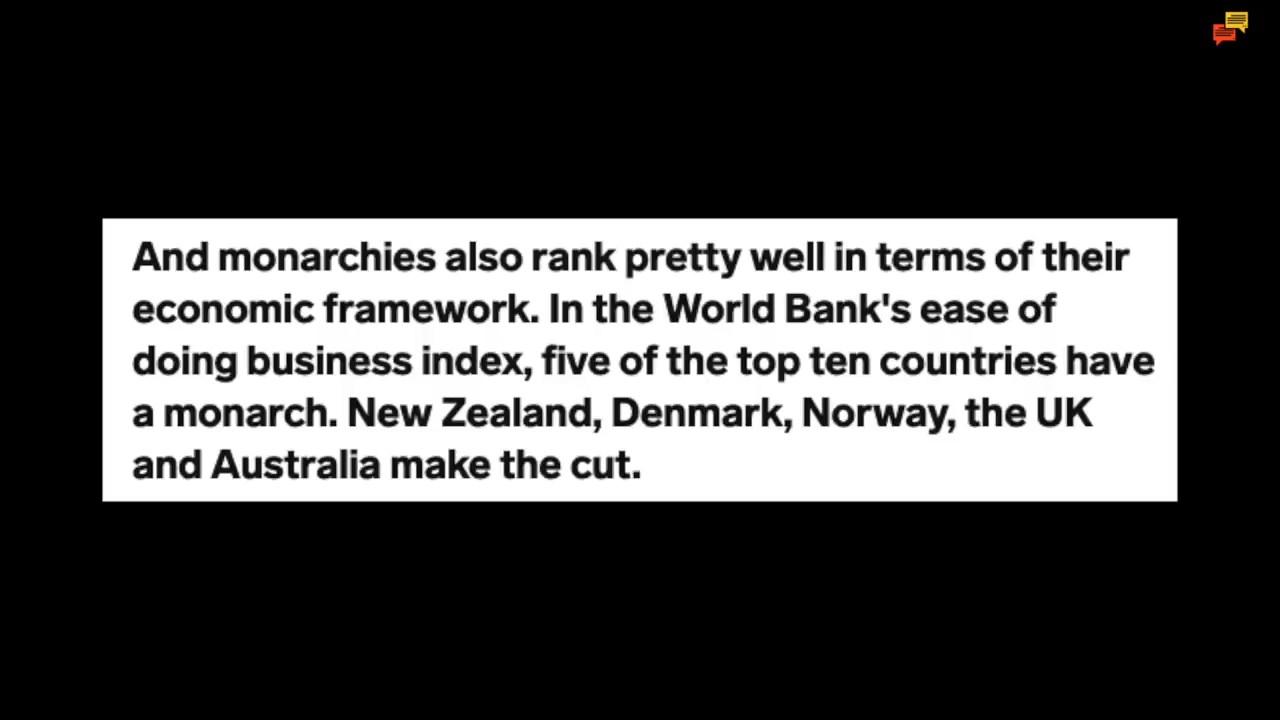 And monarchies also rank pretty well in terms of their
economic framework. In the World Bank's ease of
doing business index, five of the top ten countries have
a monarch. New Zealand, Denmark, Norway, the UK
and Australia make the cut.